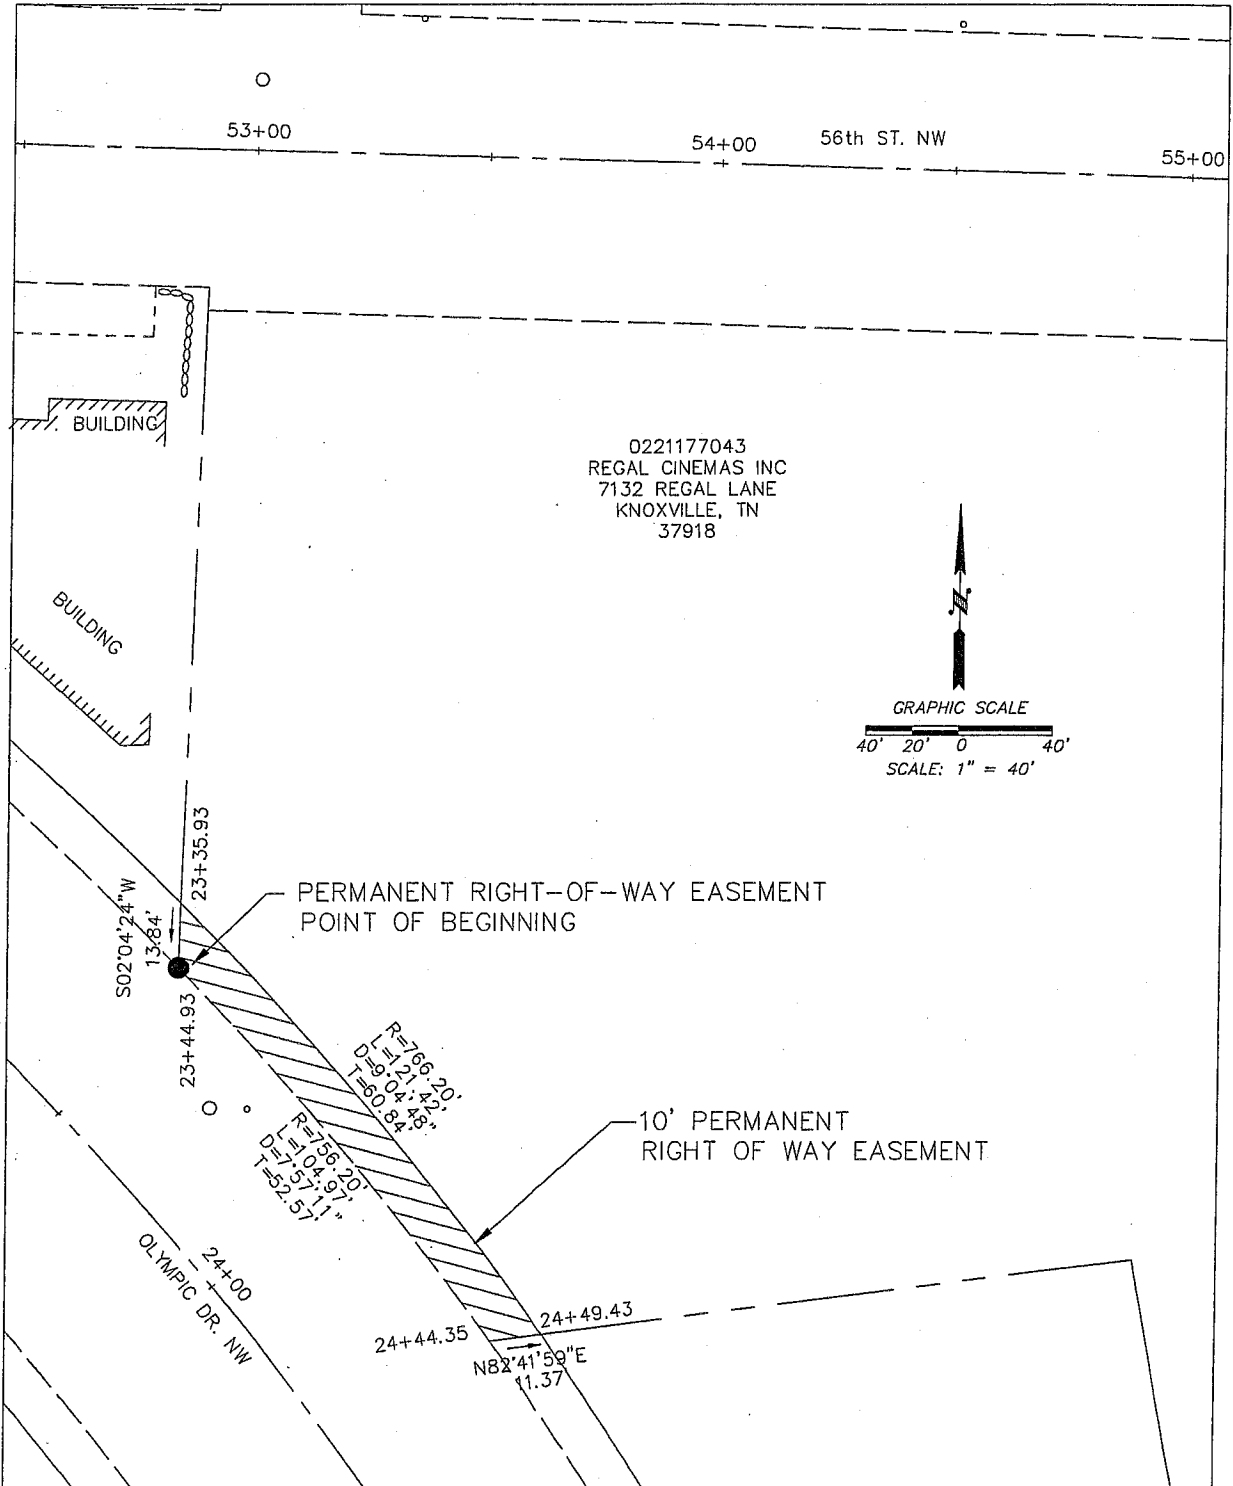 53+00
54+00
56th ST. NW
55+00
BUILDING
0221177043
REGAL CINEMAS INC
7132 REGAL LANE
KNOXVILLE, TN
37918
BUILDING
N
GRAPHIC SCALE
40' 20' 0 40'
SCALE: 1" = 40'
23+35.93
S02°04'24"W
13.84'
PERMANENT RIGHT-OF-WAY EASEMENT
POINT OF BEGINNING
23+44.93
R=766.20'
L=121.42'
D=9°04'48"
T=60.84'
R=756.20'
L=104.97'
D=7°57'11"
T=52.57'
10' PERMANENT
RIGHT OF WAY EASEMENT
24+00
OLYMPIC DR. NW
24+44.35
24+49.43
N82°41'59"E
11.37